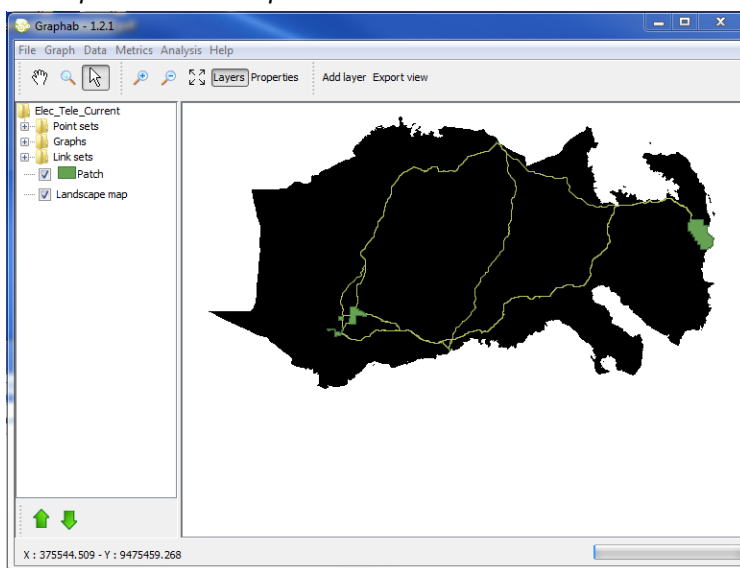 Graphab - 1.2.1
File Graph Data Metrics Analysis Help
Layers Properties Add layer Export view
Elec_Tele_Current
Point sets
Graphs
Link sets
Patch
Landscape map
X : 375544.509 - Y : 9475459.268